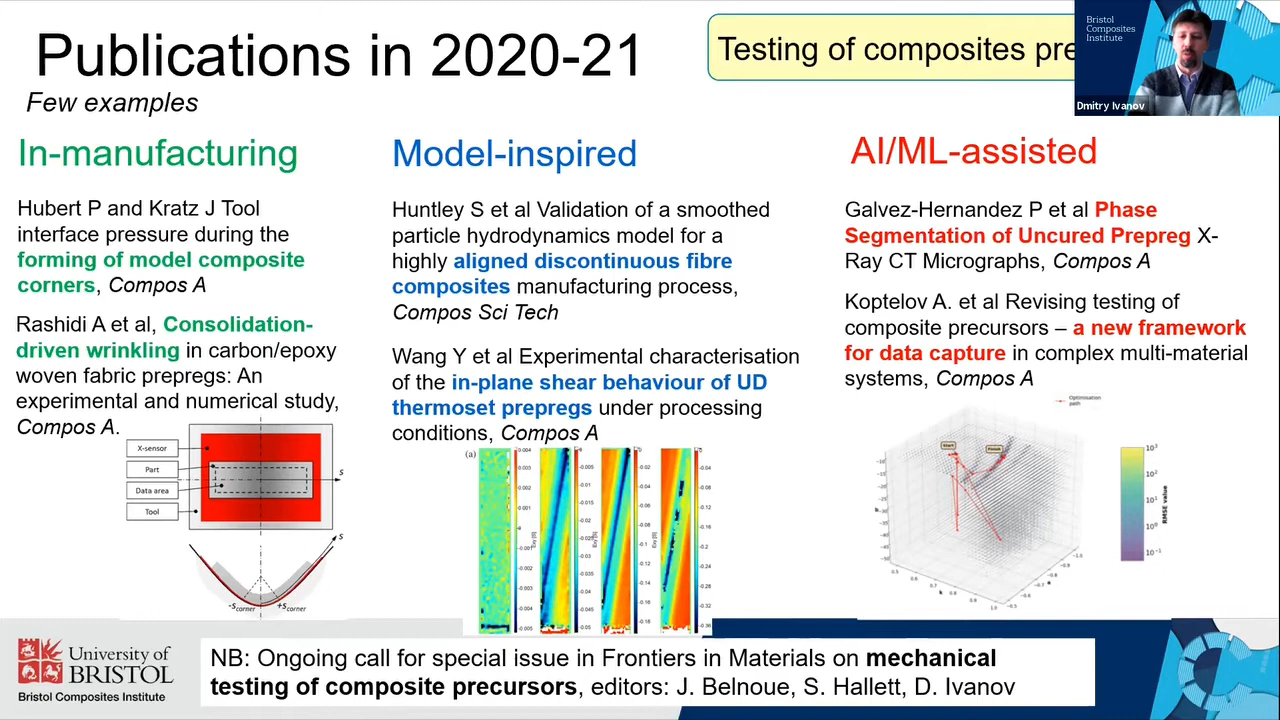 Publications in 2020-21
Few examples
Testing of composites pre
Bristol
Composites
Institute
Dmitry Ivanov
In-manufacturing
Hubert P and Kratz J Tool
interface pressure during the
forming of model composite
corners, Compos A
Rashidi A et al, Consolidation-
driven wrinkling in carbon/epoxy
woven fabric prepregs: An
experimental and numerical study,
Compos A.
X-sensor
Part
Data area
Tool
s
s
-scorner
+scorner
Model-inspired
Huntley S et al Validation of a smoothed
particle hydrodynamics model for a
highly aligned discontinuous fibre
composites manufacturing process,
Compos Sci Tech
Wang Y et al Experimental characterisation
of the in-plane shear behaviour of UD
thermoset prepregs under processing
conditions, Compos A
(a)
AI/ML-assisted
Galvez-Hernandez P et al Phase
Segmentation of Uncured Prepreg X-
Ray CT Micrographs, Compos A
Koptelov A. et al Revising testing of
composite precursors – a new framework
for data capture in complex multi-material
systems, Compos A
Optimisation
path
Start
Finish
RMSE value
University of
BRISTOL
Bristol Composites Institute
NB: Ongoing call for special issue in Frontiers in Materials on mechanical
testing of composite precursors, editors: J. Belnoue, S. Hallett, D. Ivanov